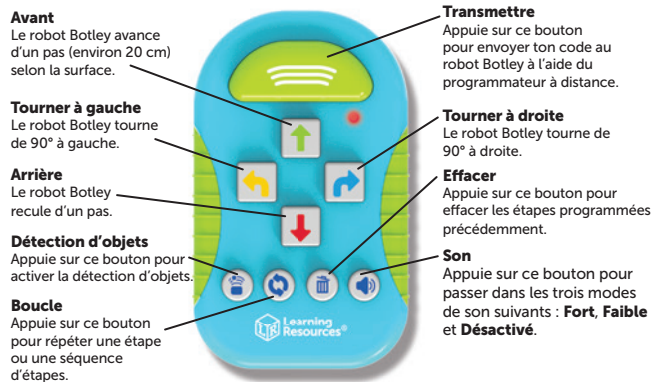 Avant
Le robot Botley avance
d'un pas (environ 20 cm)
selon la surface.
Tourner à gauche
Le robot Botley tourne
de 90° à gauche.
Arrière
Le robot Botley
recule d'un pas.
Détection d'objets
Appuie sur ce bouton pour
activer la détection d'objets.
Boucle
Appuie sur ce bouton
pour répéter une étape
ou une séquence
d'étapes.
Transmettre
Appuie sur ce bouton
pour envoyer ton code au
robot Botley à l'aide du
programmateur à distance.
Tourner à droite
Le robot Botley tourne de
90° à droite.
Effacer
Appuie sur ce bouton pour
effacer les étapes programmées
précédemment.
Son
Appuie sur ce bouton pour
passer dans les trois modes
de son suivants : Fort, Faible
et Désactivé.
Learning
Resources®